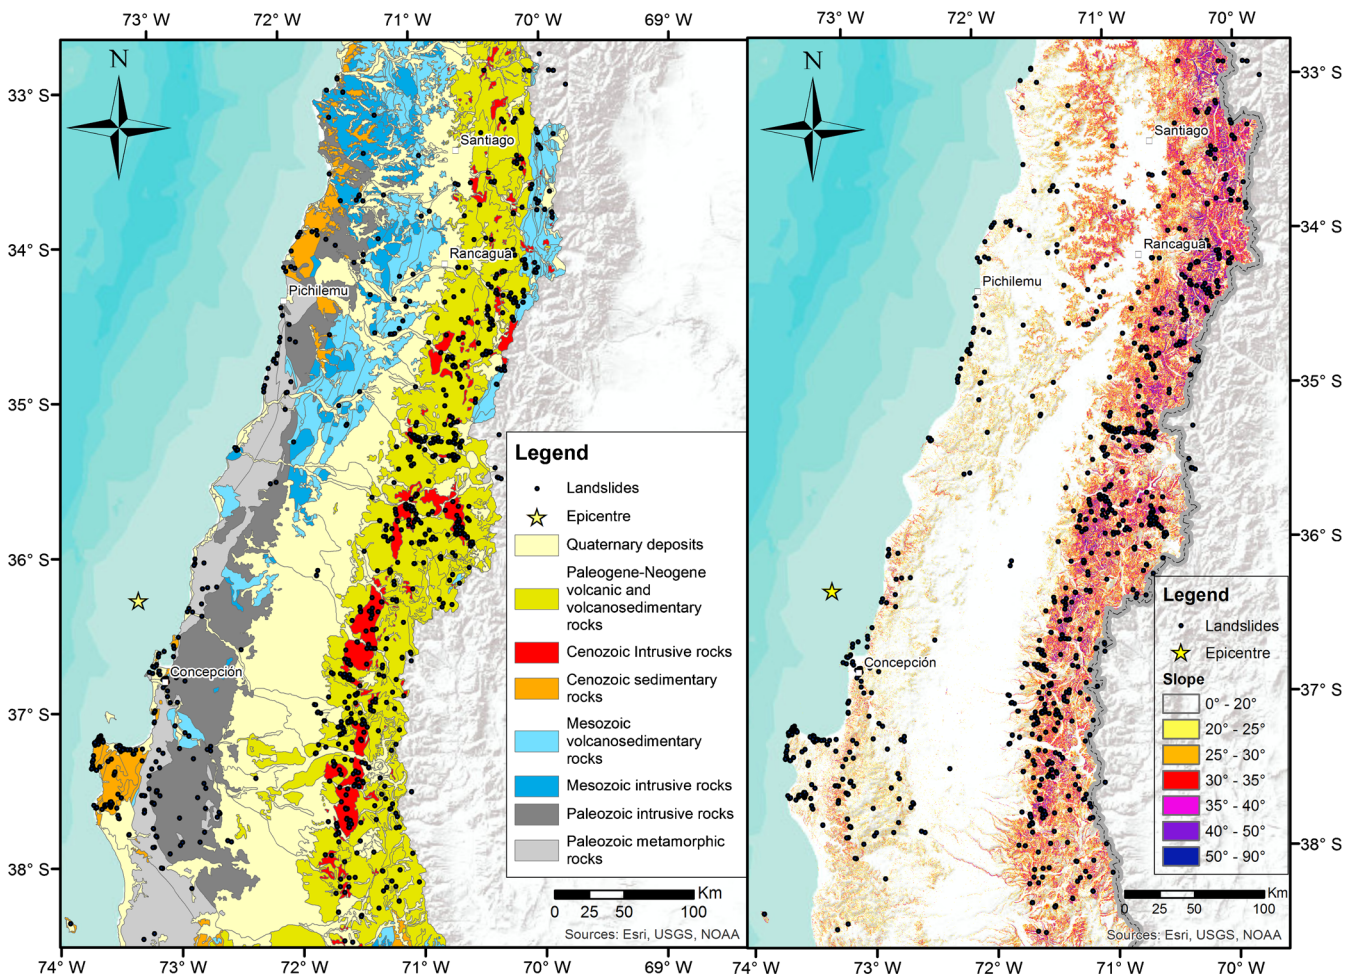 73° W
72° W
71° W
70° W
69° W
N
33° S
34° S
35° S
36° S
37° S
38° S
Santiago
Rancagua
Pichilemu
Concepción
Legend
Landslides
Epicentre
Quaternary deposits
Paleogene-Neogene
volcanic and
volcanosedimentary
rocks
Cenozoic Intrusive rocks
Cenozoic sedimentary
rocks
Mesozoic
volcanosedimentary
rocks
Mesozoic intrusive rocks
Paleozoic intrusive rocks
Paleozoic metamorphic
rocks
Km
0 25 50 100
Sources: Esri, USGS, NOAA
74° W
73° W
72° W
71° W
70° W
69° W
73° W
72° W
71° W
70° W
N
33° S
34° S
35° S
36° S
37° S
38° S
Santiago
Rancagua
Pichilemu
Concepción
Legend
Landslides
Epicentre
Slope
0° - 20°
20° - 25°
25° - 30°
30° - 35°
35° - 40°
40° - 50°
50° - 90°
Km
0 25 50 100
Sources: Esri, USGS, NOAA
74° W
73° W
72° W
71° W
70° W